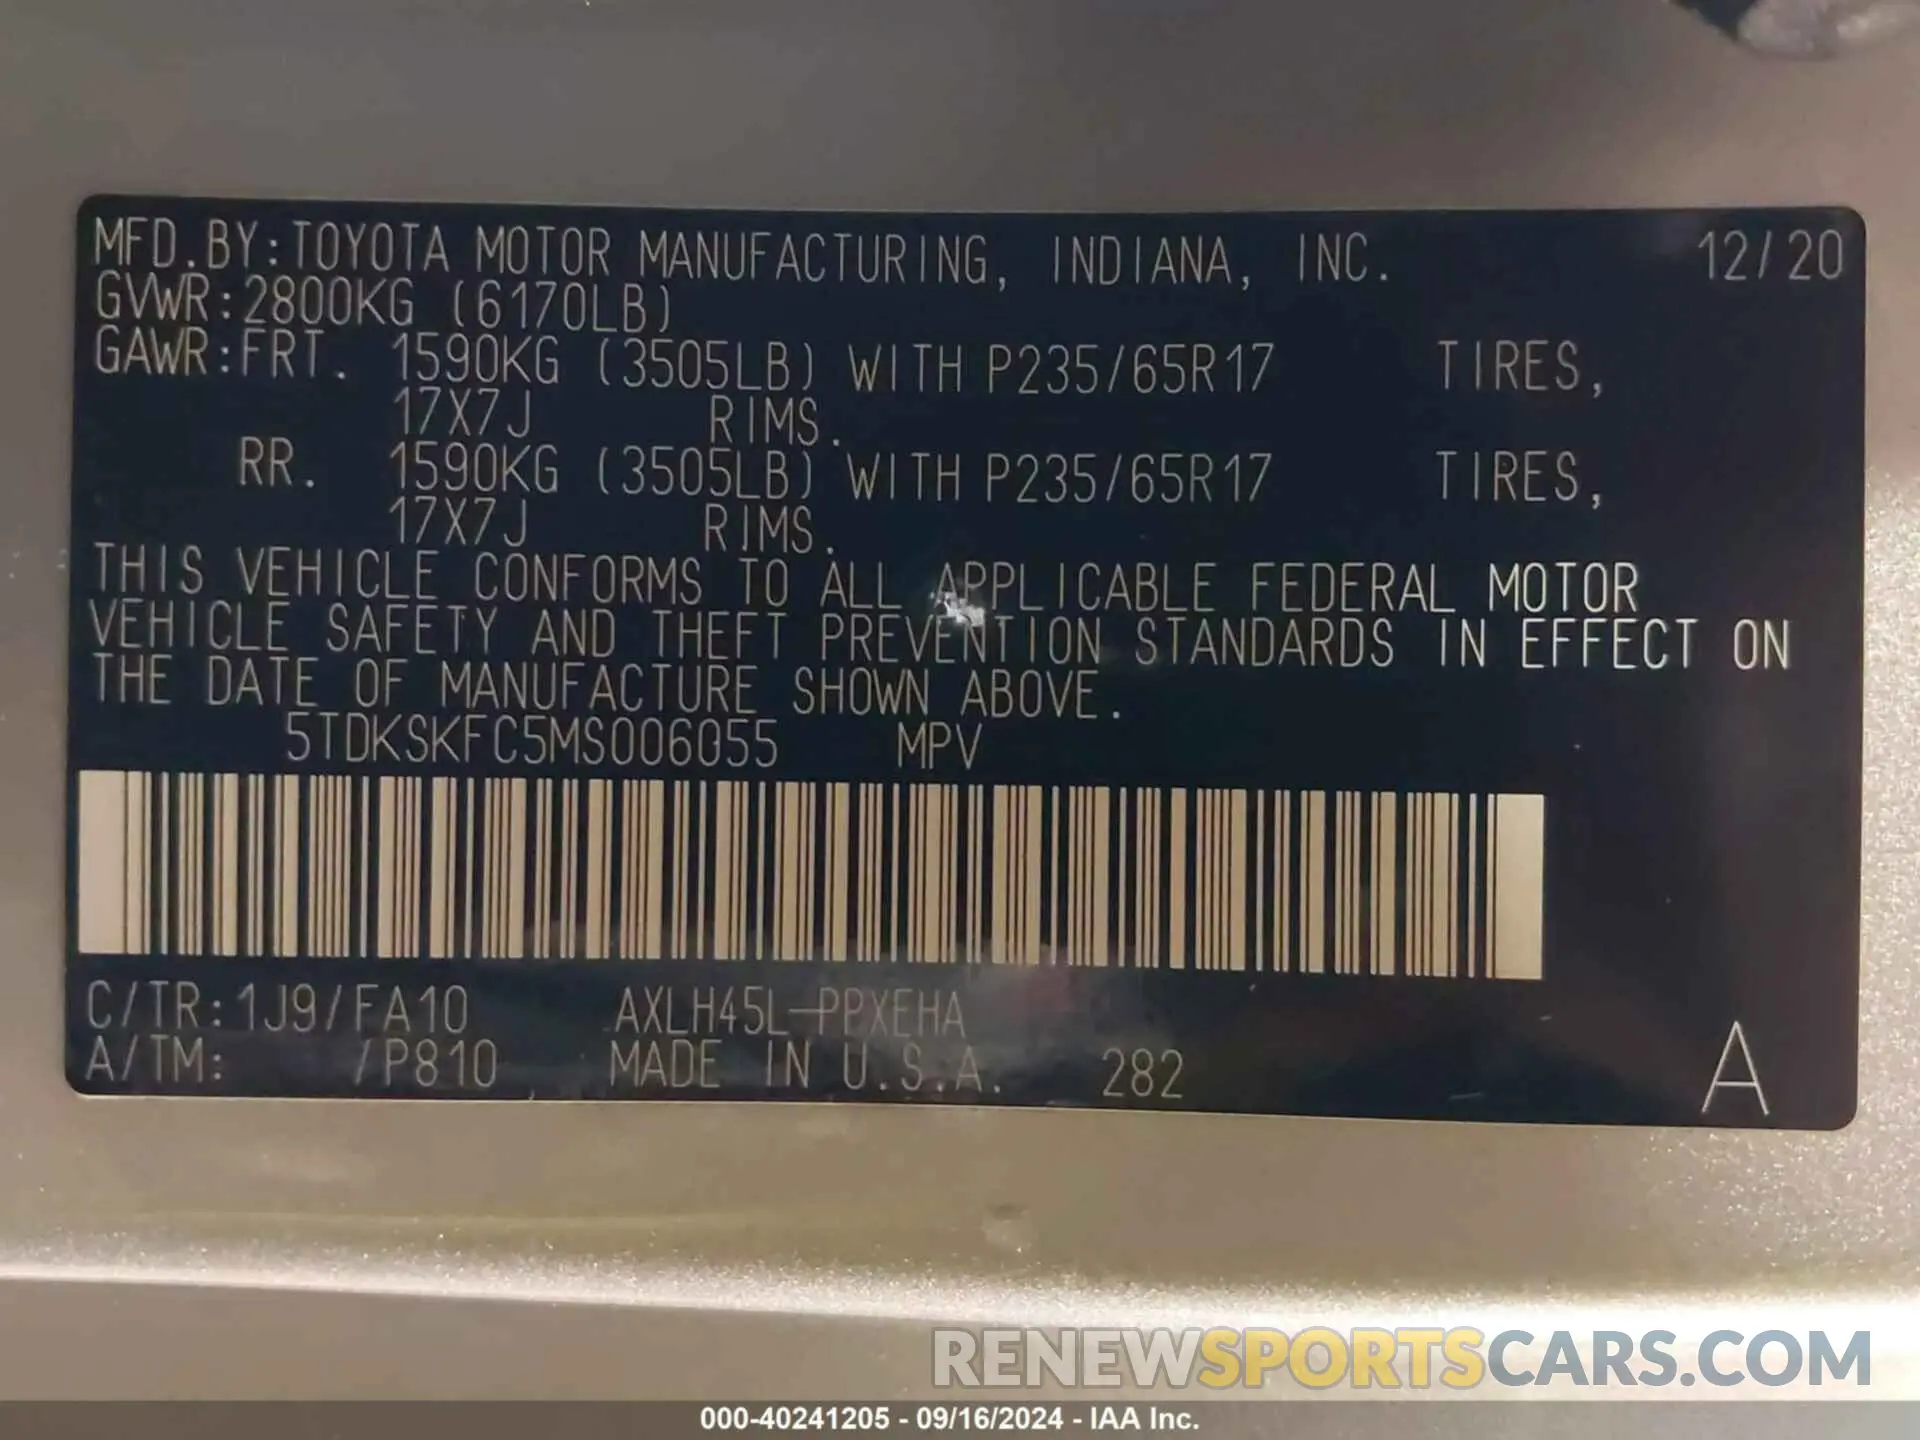 MFD.BY:TOYOTA MOTOR MANUFACTURING, INDIANA, INC. 12/20
GVWR:2800KG (6170LB)
GAWR:FRT. 1590KG (3505LB) WITH P235/65R17 TIRES,
17X7J RIMS.
RR. 1590KG (3505LB) WITH P235/65R17 TIRES,
17X7J RIMS.
THIS VEHICLE CONFORMS TO ALL APPLICABLE FEDERAL MOTOR
VEHICLE SAFETY AND THEFT PREVENTION STANDARDS IN EFFECT ON
THE DATE OF MANUFACTURE SHOWN ABOVE.
5TDKSKFC5MS006055 MPV
C/TR:1J9/FA10 AXLH45L-PPXEHA
A/TM: /P810 MADE IN U.S.A. 282 A
RENEWSPORTSCARS.COM
000-40241205 - 09/16/2024 - IAA Inc.